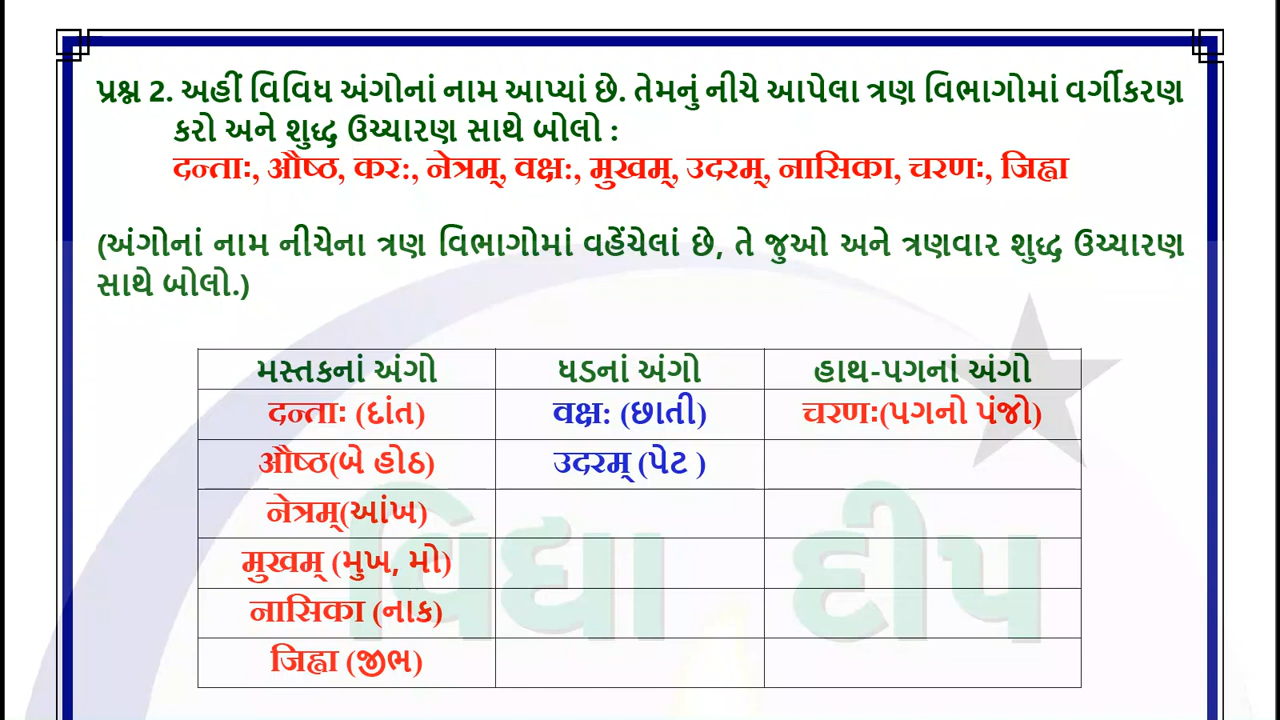 પ્રશ્ન 2. અહીં વિવિધ અંગોનાં નામ આપ્યાં છે. તેમનું નીચે આપેલા ત્રણ વિભાગોમાં વર્ગીકરણ
કરો અને શુદ્ધ ઉચ્ચારણ સાથે બોલો :
दन्ताः, औष्ठ, करः, नेत्रम्, वक्षः, मुखम्, उदरम्, नासिका, चरणः, जिह्वा
(અંગોનાં નામ નીચેના ત્રણ વિભાગોમાં વહેંચેલાં છે, તે જુઓ અને ત્રણવાર શુદ્ધ ઉચ્ચારણ
સાથે બોલો.)
મસ્તકનાં અંગો ધડનાં અંગો હાથ-પગનાં અંગો
दन्ताः (દાંત) वक्षः (છાતી) चरणः(પગનો પંજો)
औष्ठ(બે હોઠ) उदरम् (પેટ )
नेत्रम्(આંખ)
मुखम् (મુખ, મો)
नासिका (નાક)
जिह्वा (જીભ)
વિદ્યા દીપ